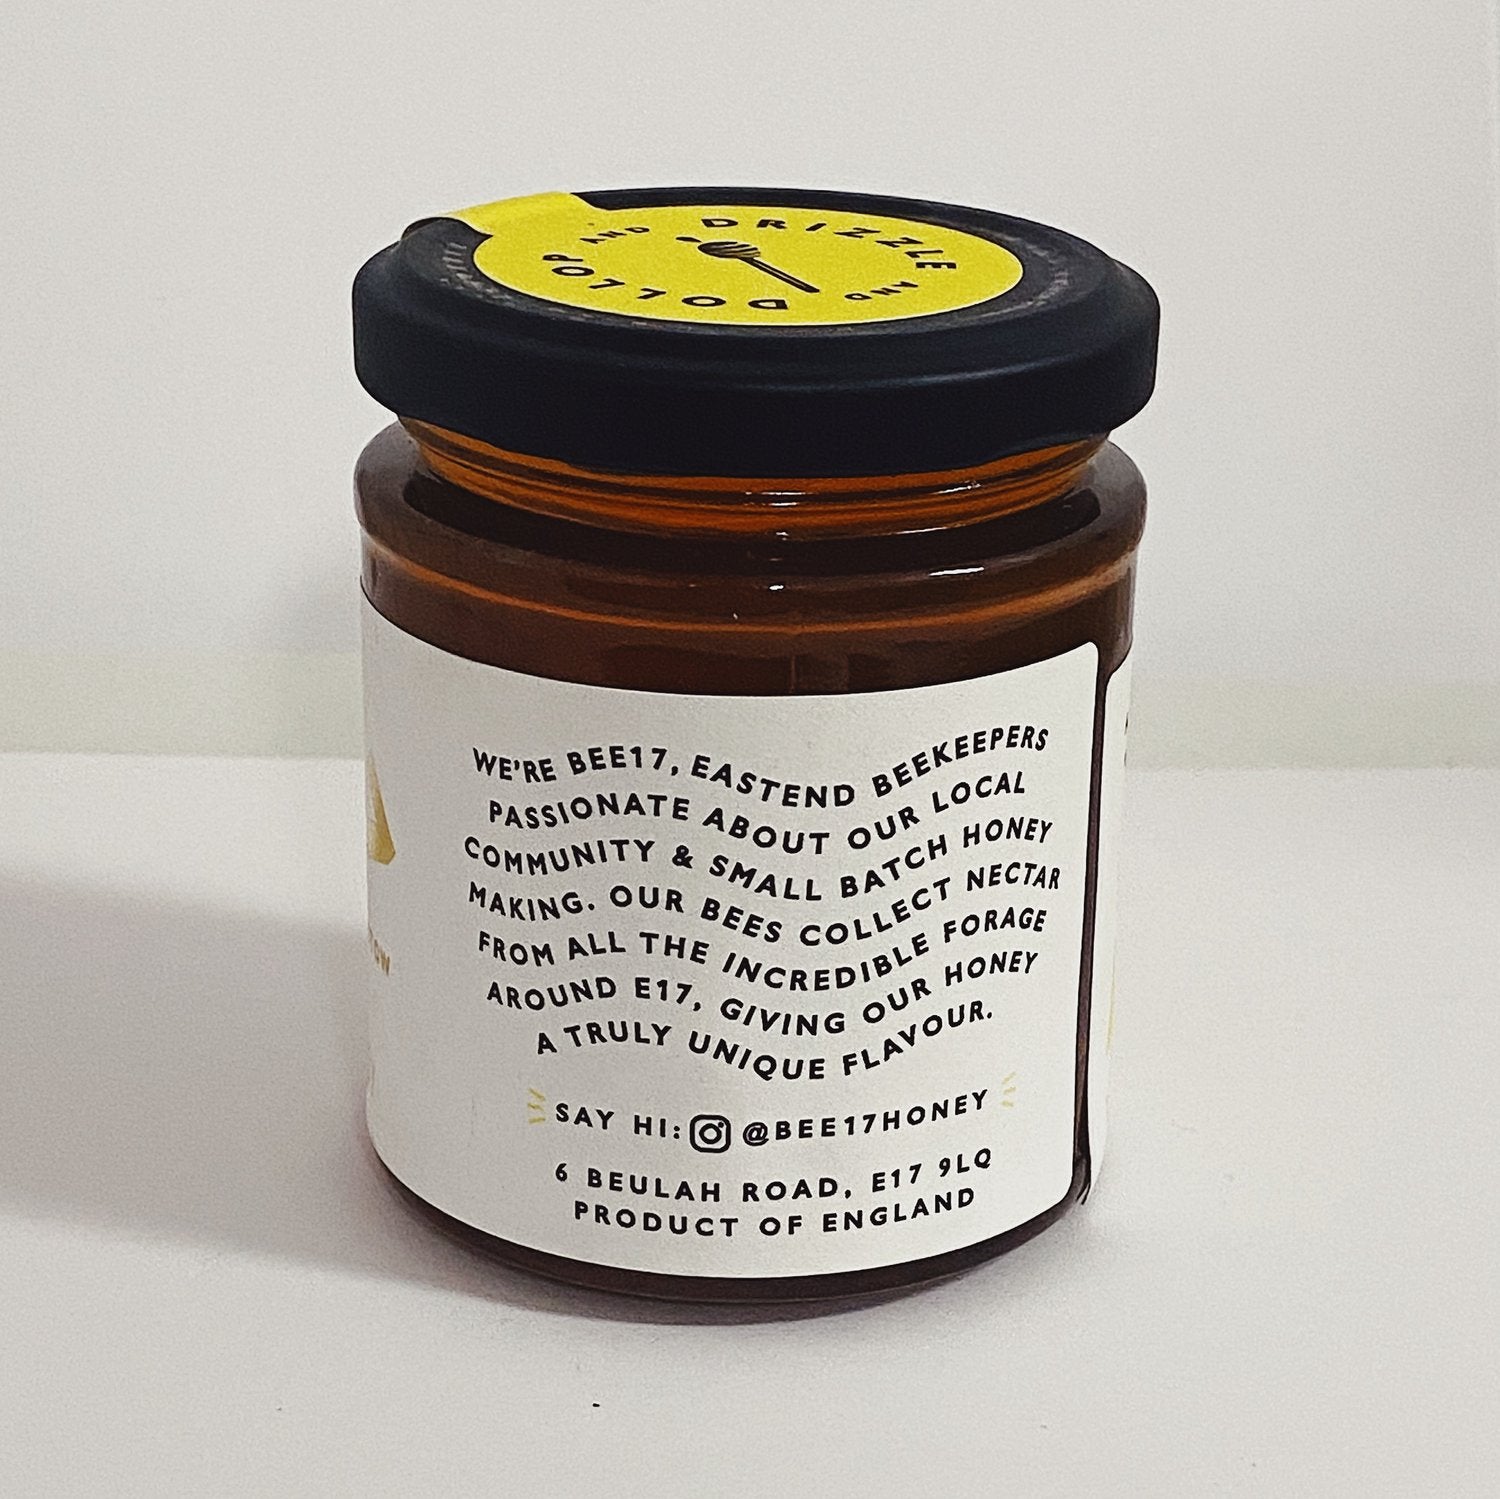 DRIZZLE AND DOLLOP AND
WE'RE BEE17, EASTEND BEEKEEPERS
PASSIONATE ABOUT OUR LOCAL
COMMUNITY & SMALL BATCH HONEY
MAKING. OUR BEES COLLECT NECTAR
FROM ALL THE INCREDIBLE FORAGE
AROUND E17, GIVING OUR HONEY
A TRULY UNIQUE FLAVOUR.
SAY HI: @BEE17HONEY
6 BEULAH ROAD, E17 9LQ
PRODUCT OF ENGLAND